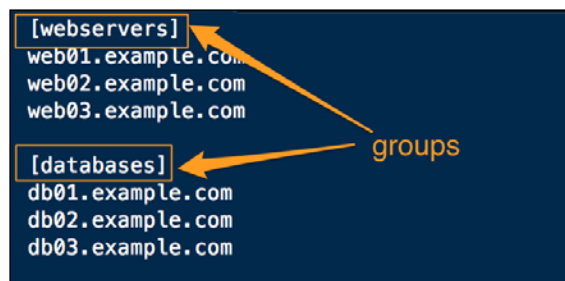 [webservers]
web01.example.com
web02.example.com
web03.example.com
groups
[databases]
db01.example.com
db02.example.com
db03.example.com